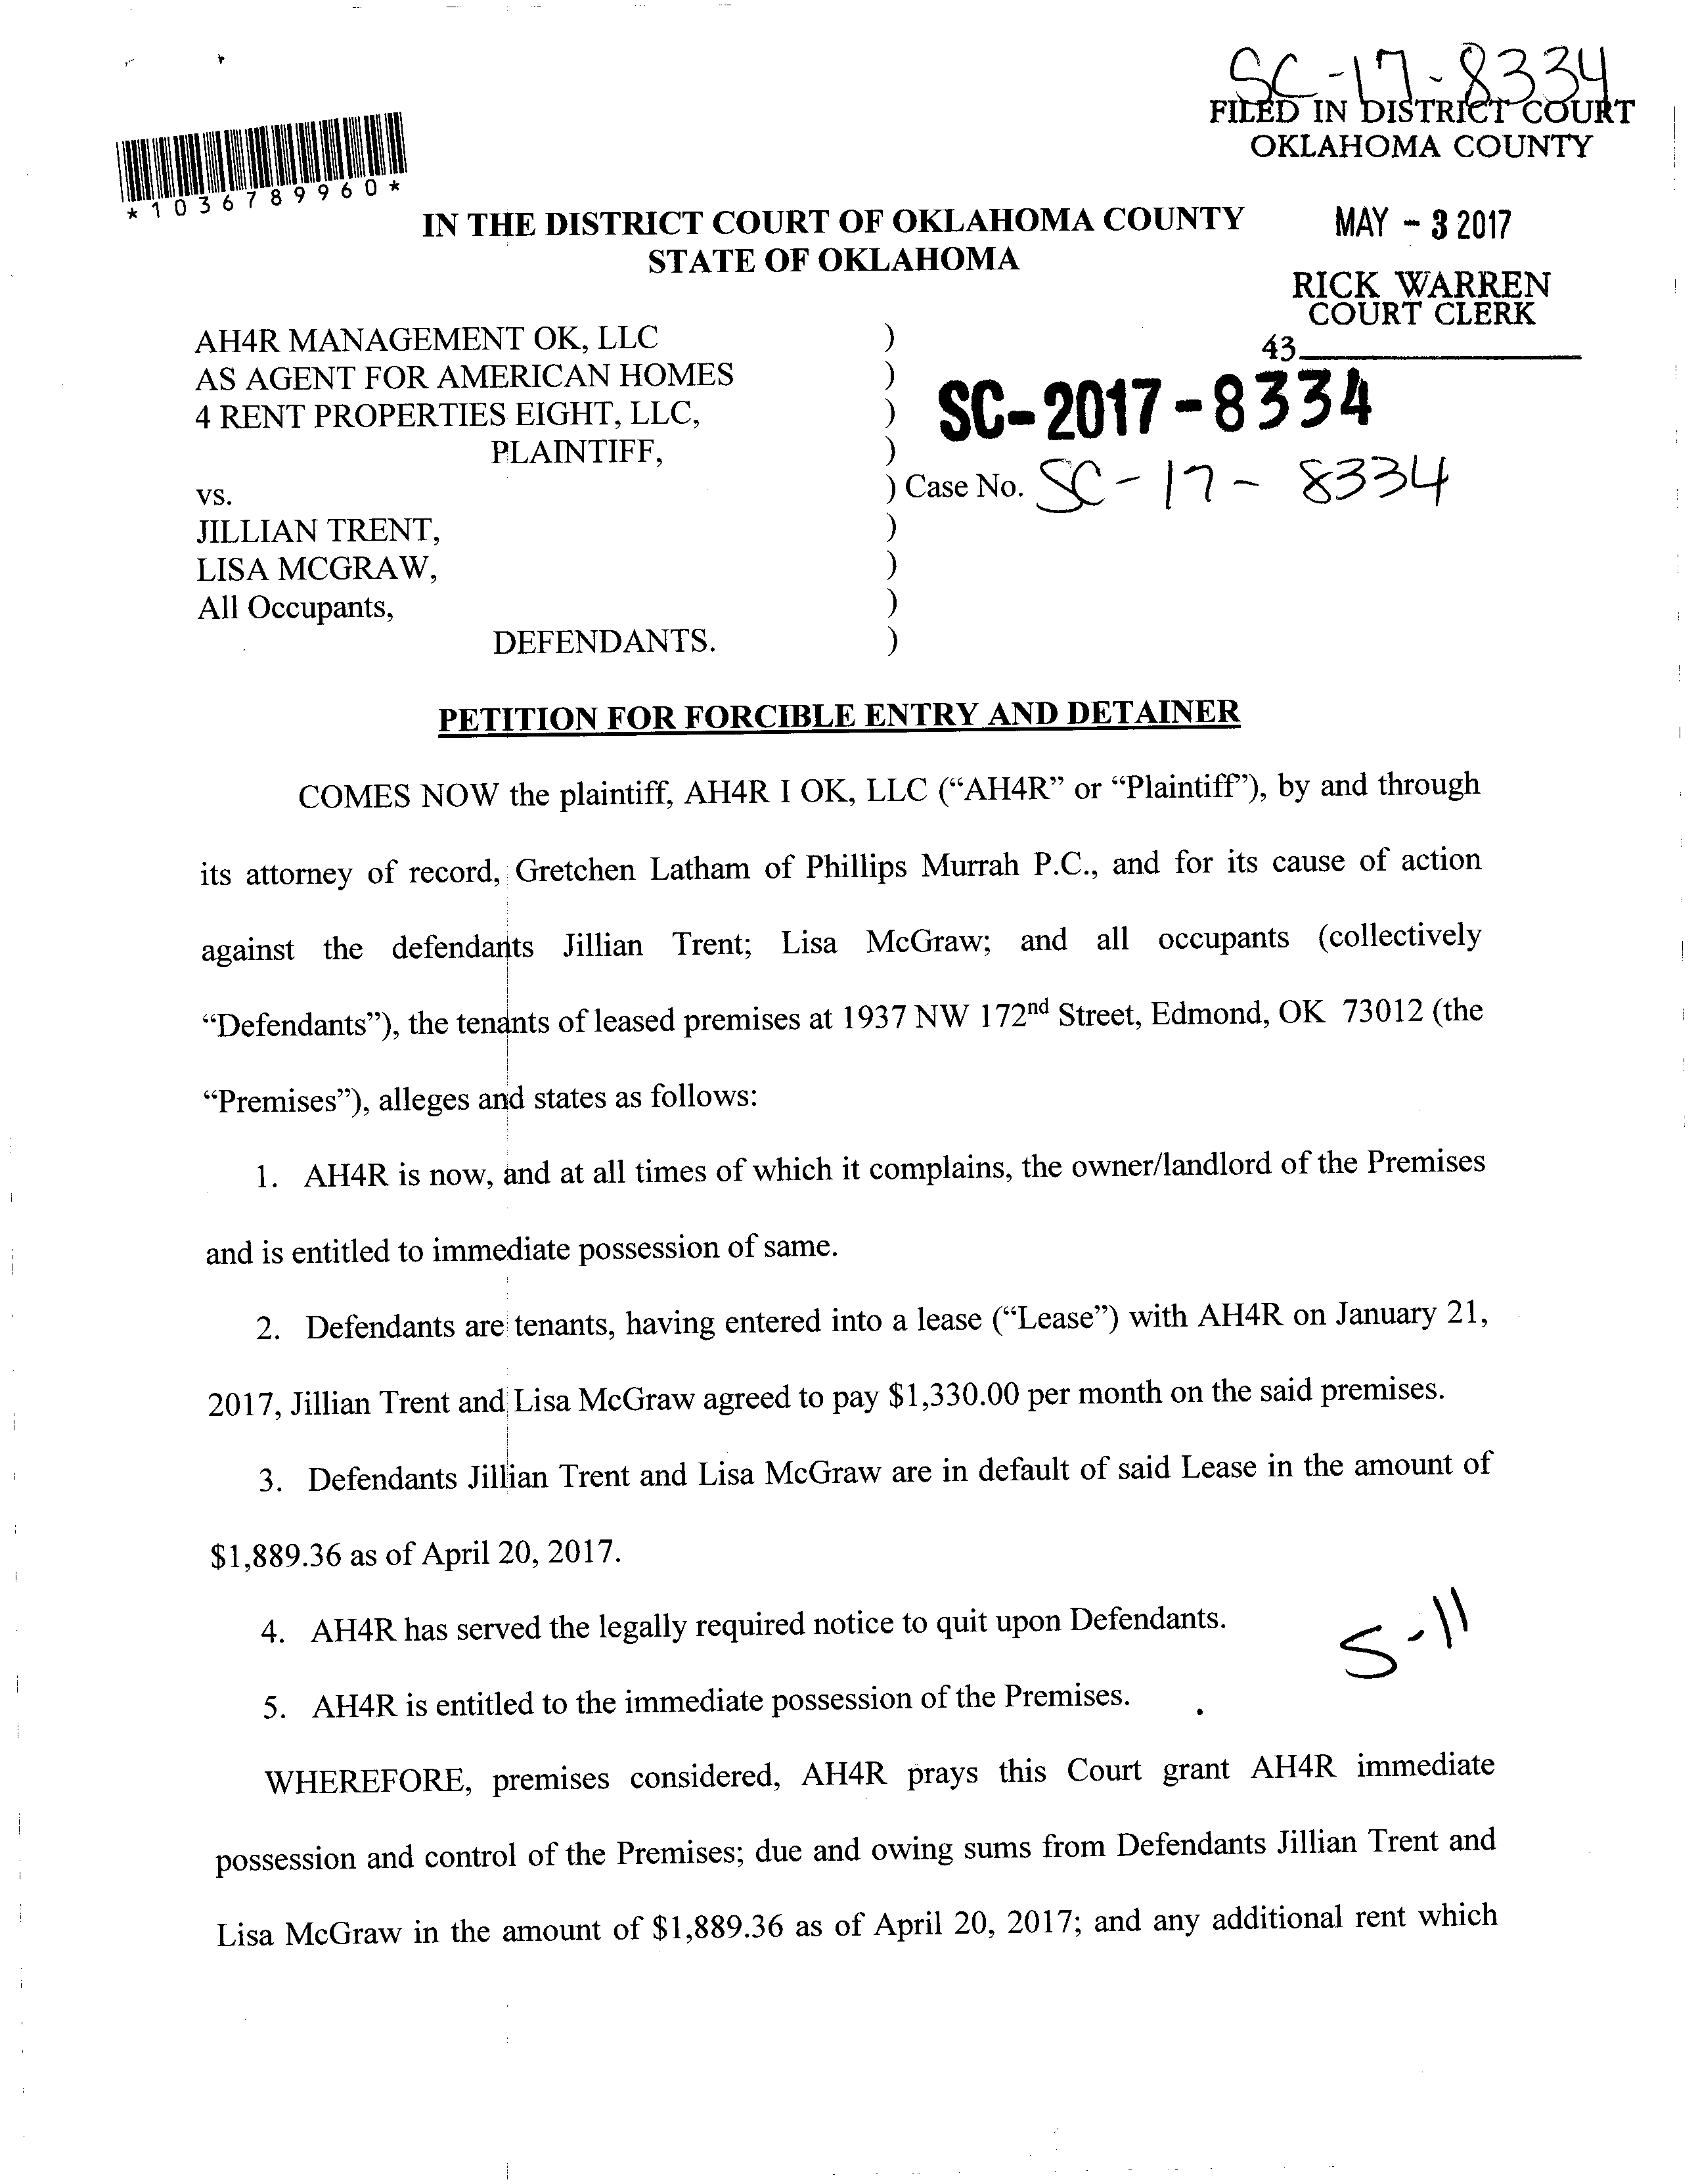 SC-17-8334
FILED IN DISTRICT COURT
OKLAHOMA COUNTY
*1036789960*
IN THE DISTRICT COURT OF OKLAHOMA COUNTY
STATE OF OKLAHOMA
MAY - 3 2017
RICK WARREN
COURT CLERK
43
AH4R MANAGEMENT OK, LLC )
AS AGENT FOR AMERICAN HOMES )
4 RENT PROPERTIES EIGHT, LLC, ) SC-2017-8334
PLAINTIFF, )
vs. ) Case No. SC-17-8334
JILLIAN TRENT, )
LISA MCGRAW, )
All Occupants, )
DEFENDANTS. )
PETITION FOR FORCIBLE ENTRY AND DETAINER
COMES NOW the plaintiff, AH4R I OK, LLC (“AH4R” or “Plaintiff”), by and through
its attorney of record, Gretchen Latham of Phillips Murrah P.C., and for its cause of action
against the defendants Jillian Trent; Lisa McGraw; and all occupants (collectively
“Defendants”), the tenants of leased premises at 1937 NW 172nd Street, Edmond, OK 73012 (the
“Premises”), alleges and states as follows:
1. AH4R is now, and at all times of which it complains, the owner/landlord of the Premises
and is entitled to immediate possession of same.
2. Defendants are tenants, having entered into a lease (“Lease”) with AH4R on January 21,
2017, Jillian Trent and Lisa McGraw agreed to pay $1,330.00 per month on the said premises.
3. Defendants Jillian Trent and Lisa McGraw are in default of said Lease in the amount of
$1,889.36 as of April 20, 2017.
4. AH4R has served the legally required notice to quit upon Defendants.
5-11
5. AH4R is entitled to the immediate possession of the Premises.
WHEREFORE, premises considered, AH4R prays this Court grant AH4R immediate
possession and control of the Premises; due and owing sums from Defendants Jillian Trent and
Lisa McGraw in the amount of $1,889.36 as of April 20, 2017; and any additional rent which